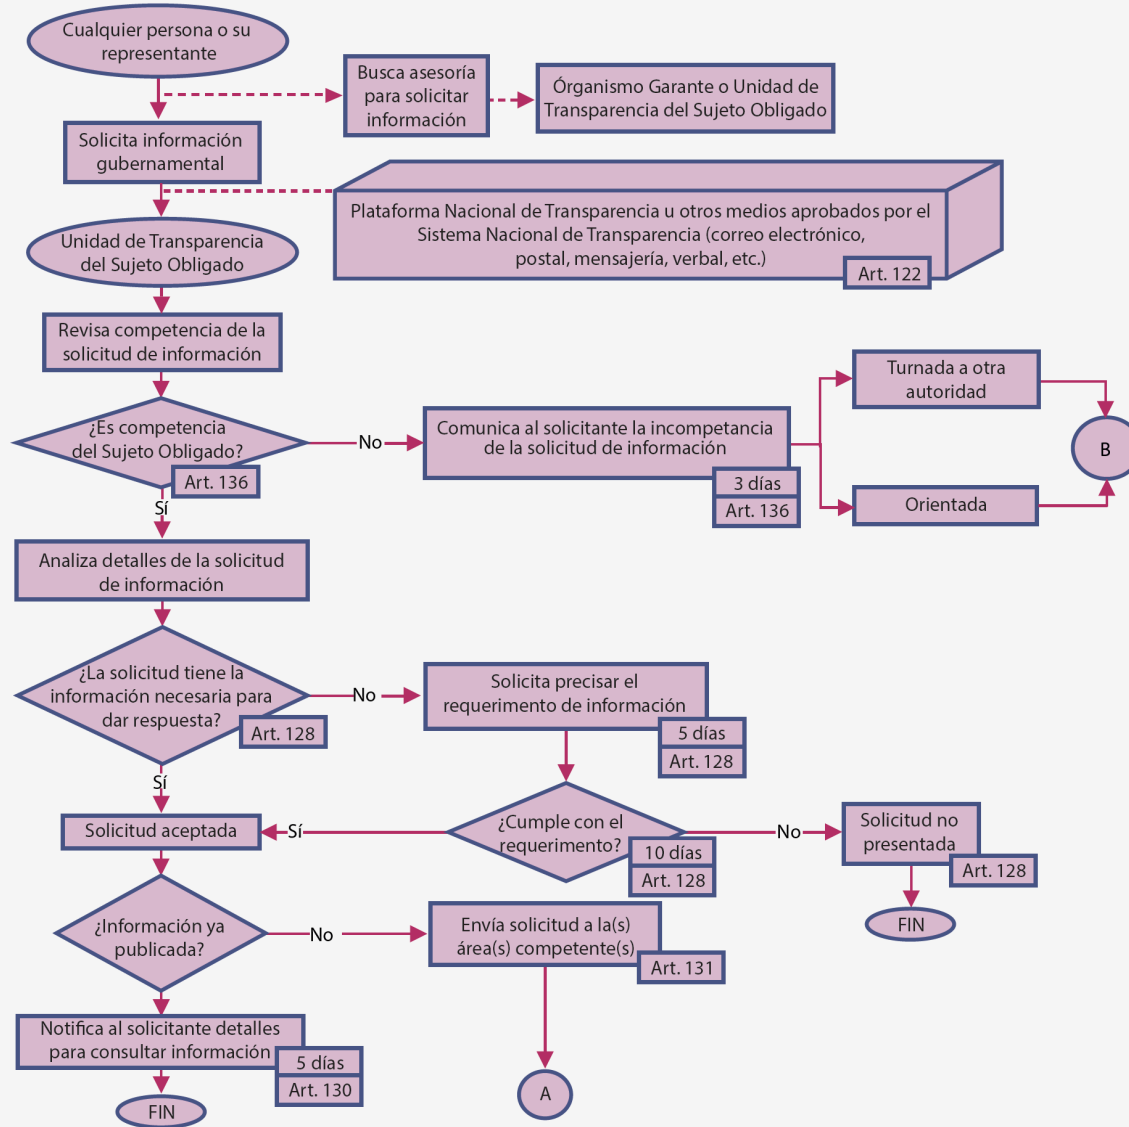 Cualquier persona o su
representante
Busca asesoría
para solicitar
información
Órganismo Garante o Unidad de
Transparencia del Sujeto Obligado
Solicita información
gubernamental
Plataforma Nacional de Transparencia u otros medios aprobados por el
Sistema Nacional de Transparencia (correo electrónico,
postal, mensajería, verbal, etc.)
Art. 122
Unidad de Transparencia
del Sujeto Obligado
Revisa competencia de la
solicitud de información
¿Es competencia
del Sujeto Obligado?
Art. 136
No
Comunica al solicitante la incompetancia
de la solicitud de información
3 días
Art. 136
Turnada a otra
autoridad
Orientada
B
Sí
Analiza detalles de la solicitud
de información
¿La solicitud tiene la
información necesaria para
dar respuesta?
Art. 128
No
Solicita precisar el
requerimento de información
5 días
Art. 128
Sí
Solicitud aceptada
Sí
¿Cumple con el
requerimento?
10 días
Art. 128
No
Solicitud no
presentada
Art. 128
FIN
¿Información ya
publicada?
No
Envía solicitud a la(s)
área(s) competente(s)
Art. 131
A
Notifica al solicitante detalles
para consultar información
5 días
Art. 130
FIN